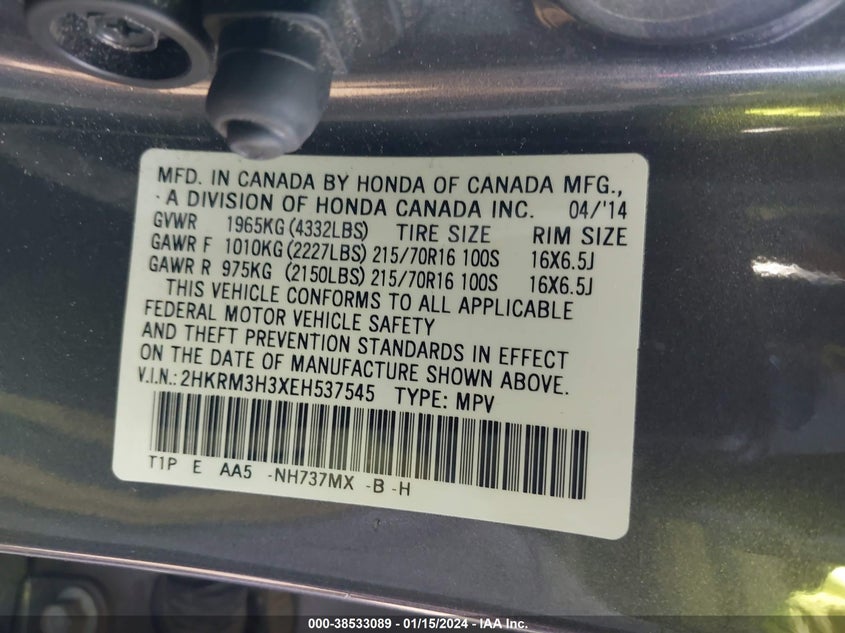 MFD. IN CANADA BY HONDA OF CANADA MFG.,
A DIVISION OF HONDA CANADA INC. 04/'14
GVWR 1965KG (4332LBS) TIRE SIZE RIM SIZE
GAWR F 1010KG (2227LBS) 215/70R16 100S 16X6.5J
GAWR R 975KG (2150LBS) 215/70R16 100S 16X6.5J
THIS VEHICLE CONFORMS TO ALL APPLICABLE
FEDERAL MOTOR VEHICLE SAFETY
AND THEFT PREVENTION STANDARDS IN EFFECT
ON THE DATE OF MANUFACTURE SHOWN ABOVE.
V.I.N.: 2HKRM3H3XEH537545 TYPE: MPV
T1P E AA5 -NH737MX -B -H
000-38533089 - 01/15/2024 - IAA Inc.